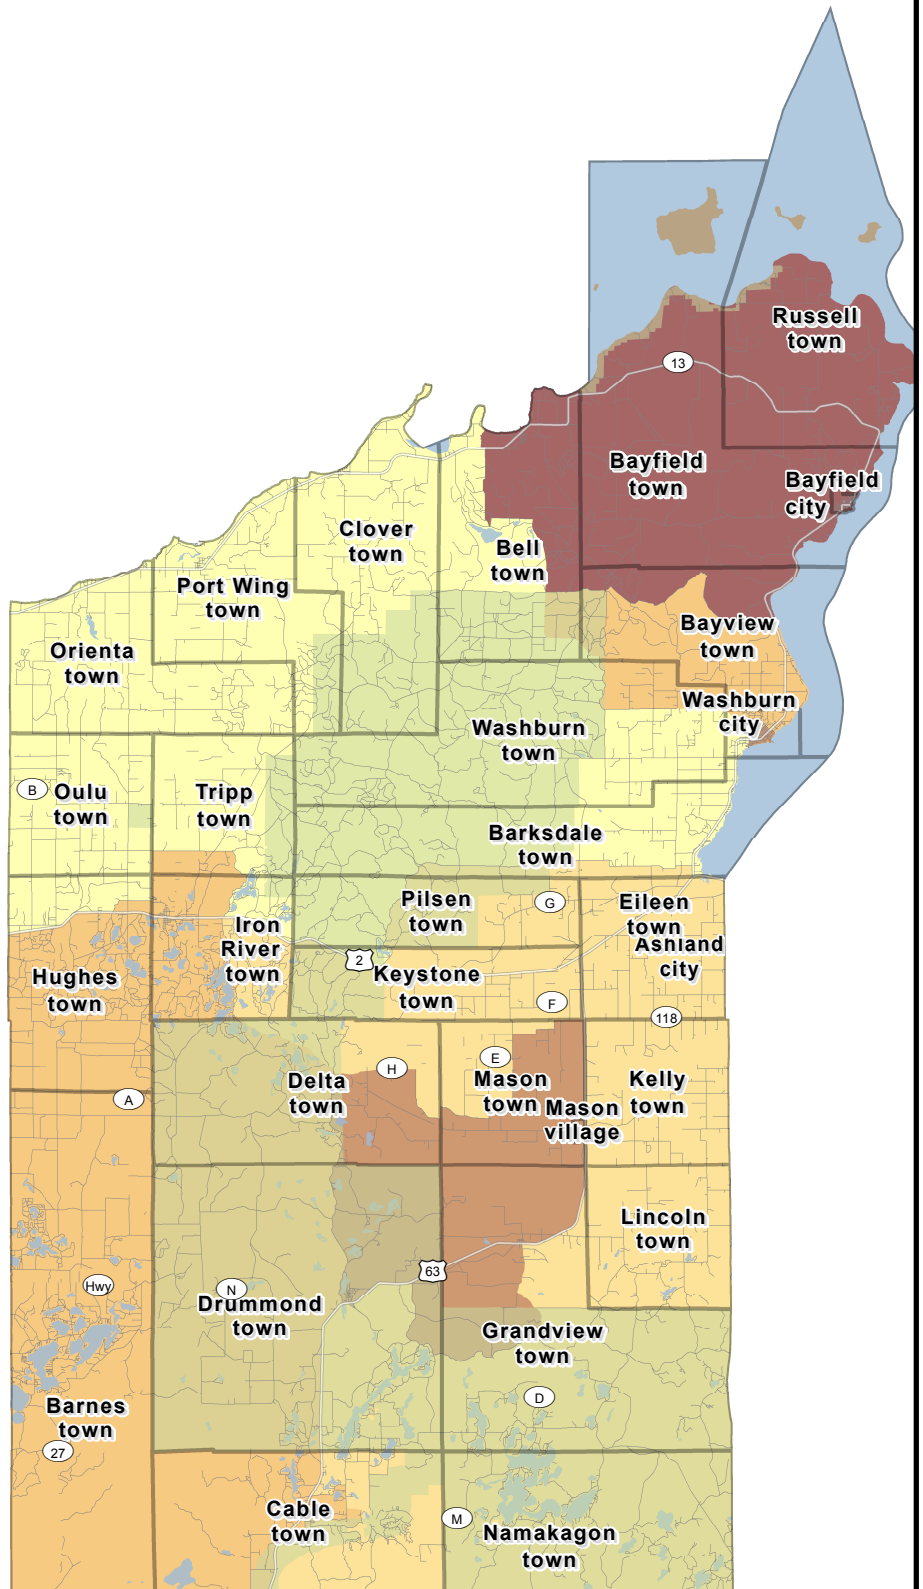 Russell
town
13
Bayfield
town
Bayfield
city
Clover
town
Bell
town
Port Wing
town
Bayview
town
Orienta
town
Washburn
city
Washburn
town
B
Oulu
town
Tripp
town
Barksdale
town
Pilsen
town
G
Eileen
town
Iron
River
town
Ashland
city
2
Keystone
town
Hughes
town
F
118
E
H
Delta
town
Mason
town
Kelly
town
A
Mason
village
Lincoln
town
63
Hwy
N
Drummond
town
Grandview
town
D
Barnes
town
27
Cable
town
M
Namakagon
town